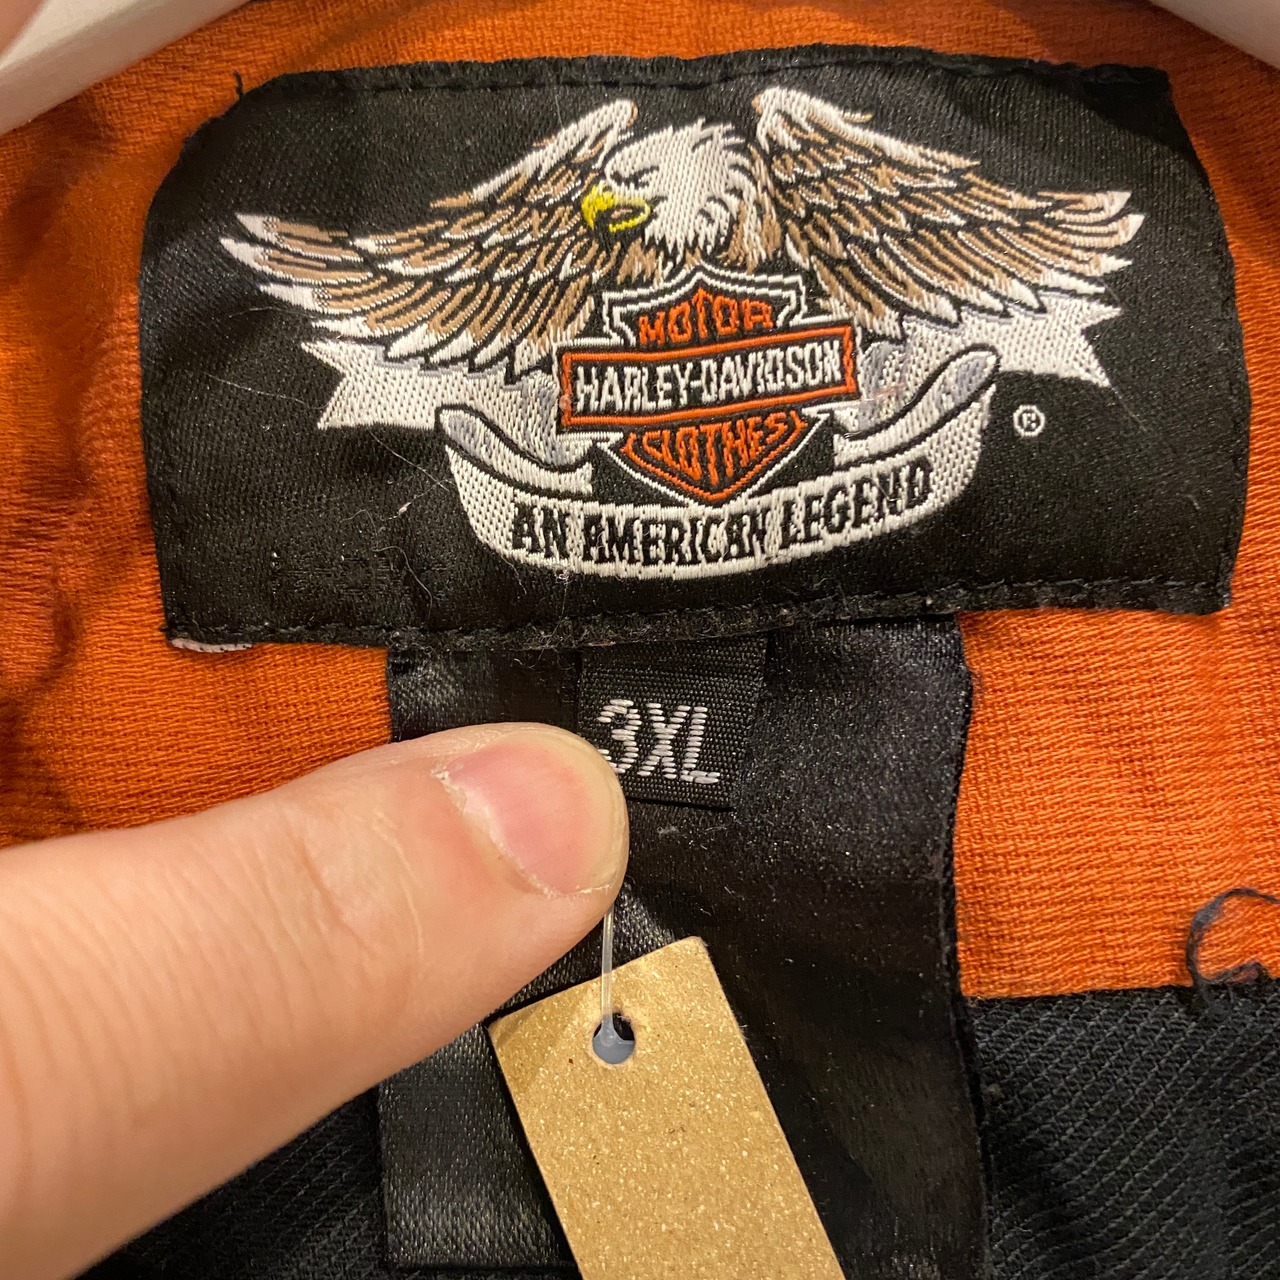 MOTOR
HARLEY-DAVIDSON
CLOTHES
®
AN AMERICAN LEGEND
3XL